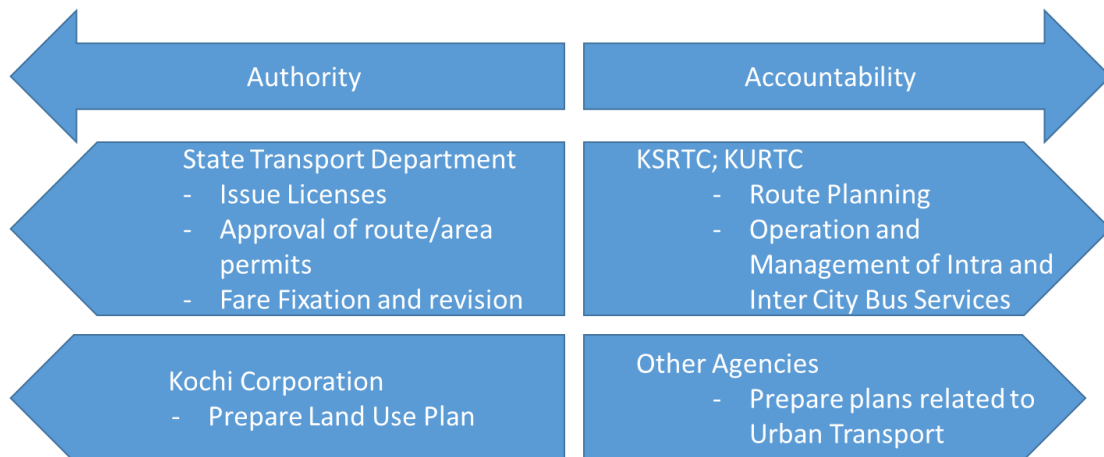 Authority
Accountability
State Transport Department
- Issue Licenses
- Approval of route/area
permits
- Fare Fixation and revision
KSRTC; KURTC
- Route Planning
- Operation and
Management of Intra and
Inter City Bus Services
Kochi Corporation
- Prepare Land Use Plan
Other Agencies
- Prepare plans related to
Urban Transport